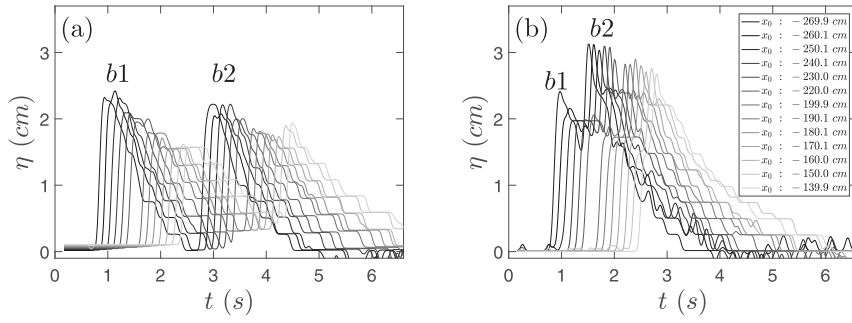 (a)
b1
b2
η (cm)
3
2
1
0
0 1 2 3 4 5 6
t (s)
(b)
b1
b2
η (cm)
3
2
1
0
0 1 2 3 4 5 6
t (s)
x₀ : −269.9 cm
x₀ : −260.1 cm
x₀ : −250.1 cm
x₀ : −240.1 cm
x₀ : −230.0 cm
x₀ : −220.0 cm
x₀ : −199.9 cm
x₀ : −190.1 cm
x₀ : −180.1 cm
x₀ : −170.1 cm
x₀ : −160.0 cm
x₀ : −150.0 cm
x₀ : −139.9 cm